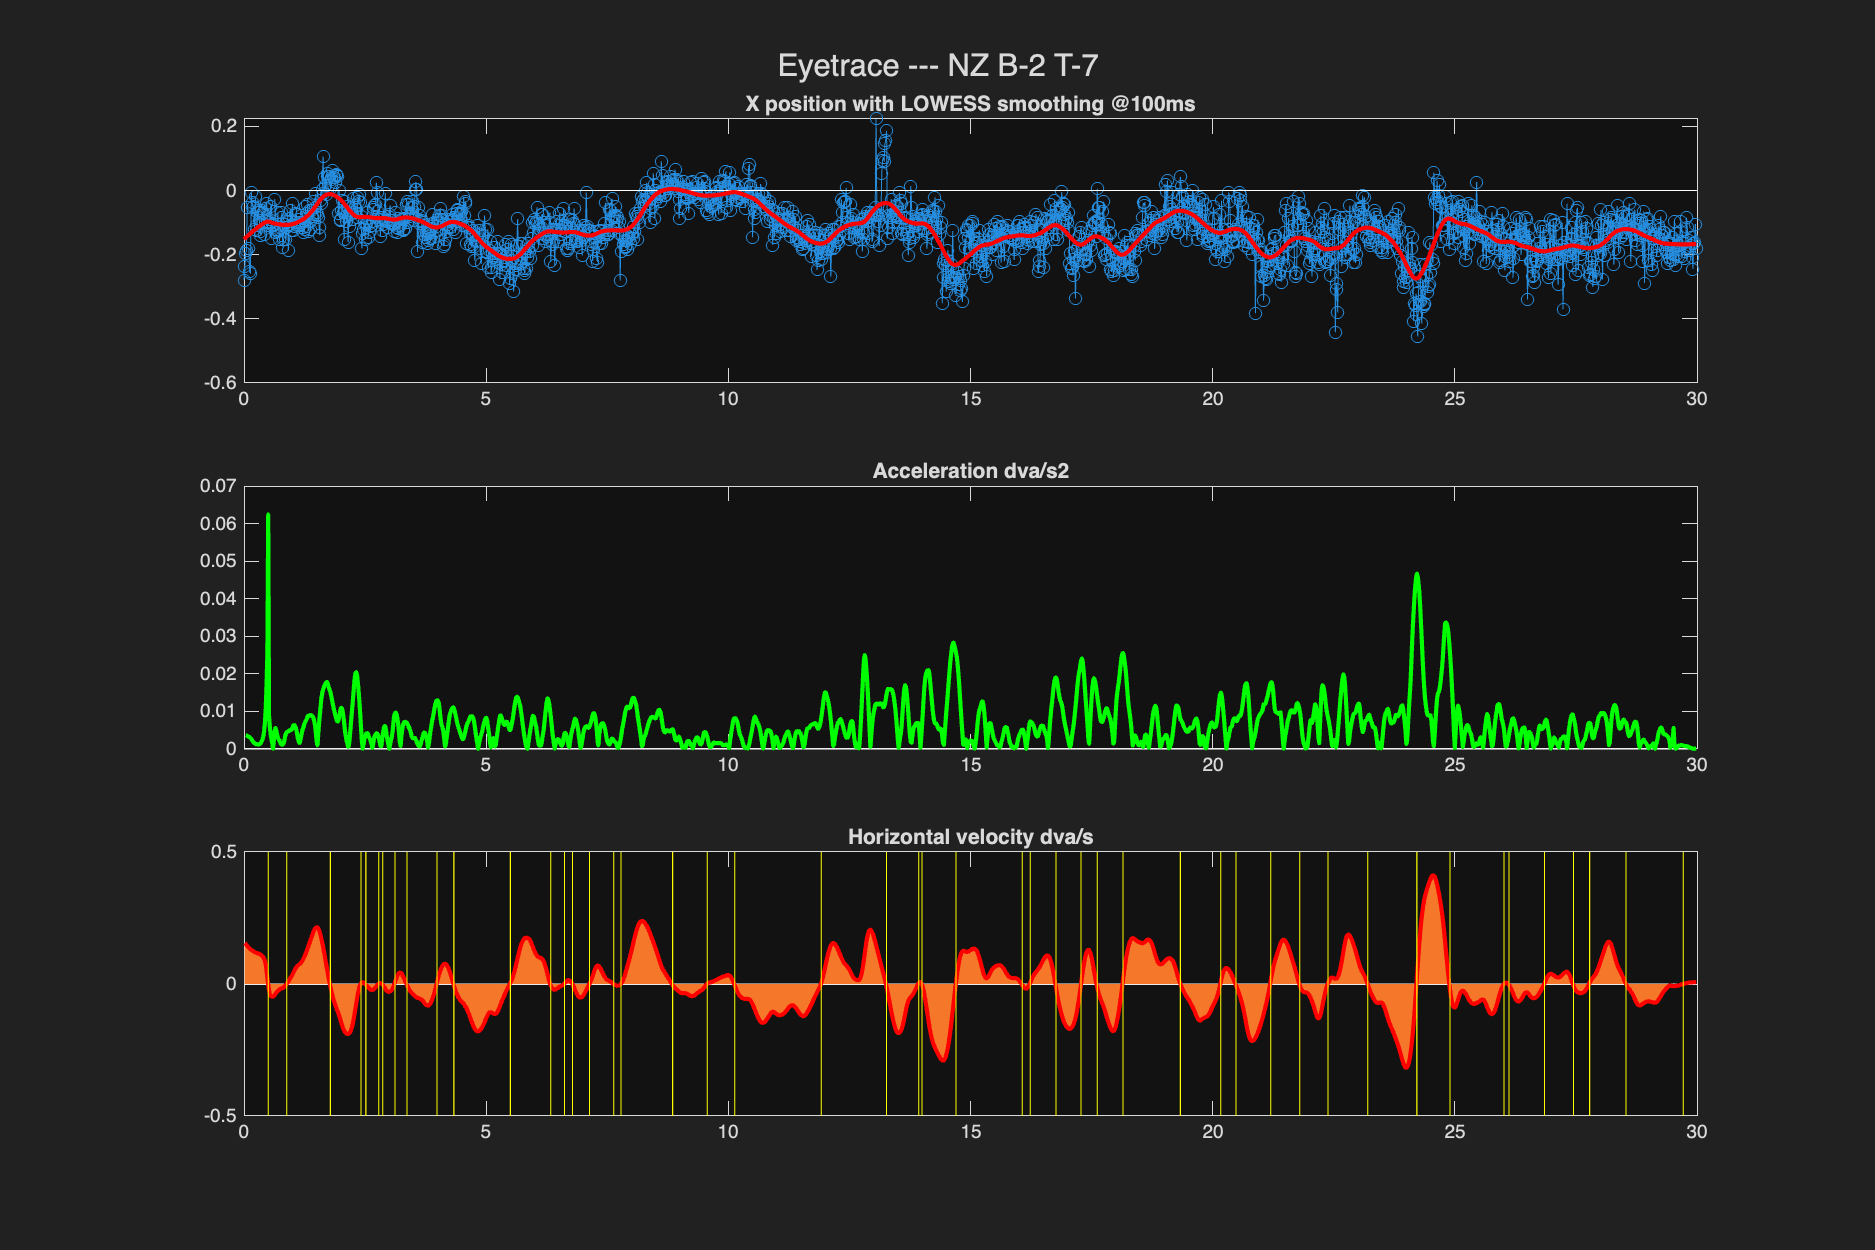 Eyetrace --- NZ B-2 T-7
X position with LOWESS smoothing @100ms
0.2
0
-0.2
-0.4
-0.6
0 5 10 15 20 25 30
Acceleration dva/s2
0.07
0.06
0.05
0.04
0.03
0.02
0.01
0
0 5 10 15 20 25 30
Horizontal velocity dva/s
0.5
0
-0.5
0 5 10 15 20 25 30